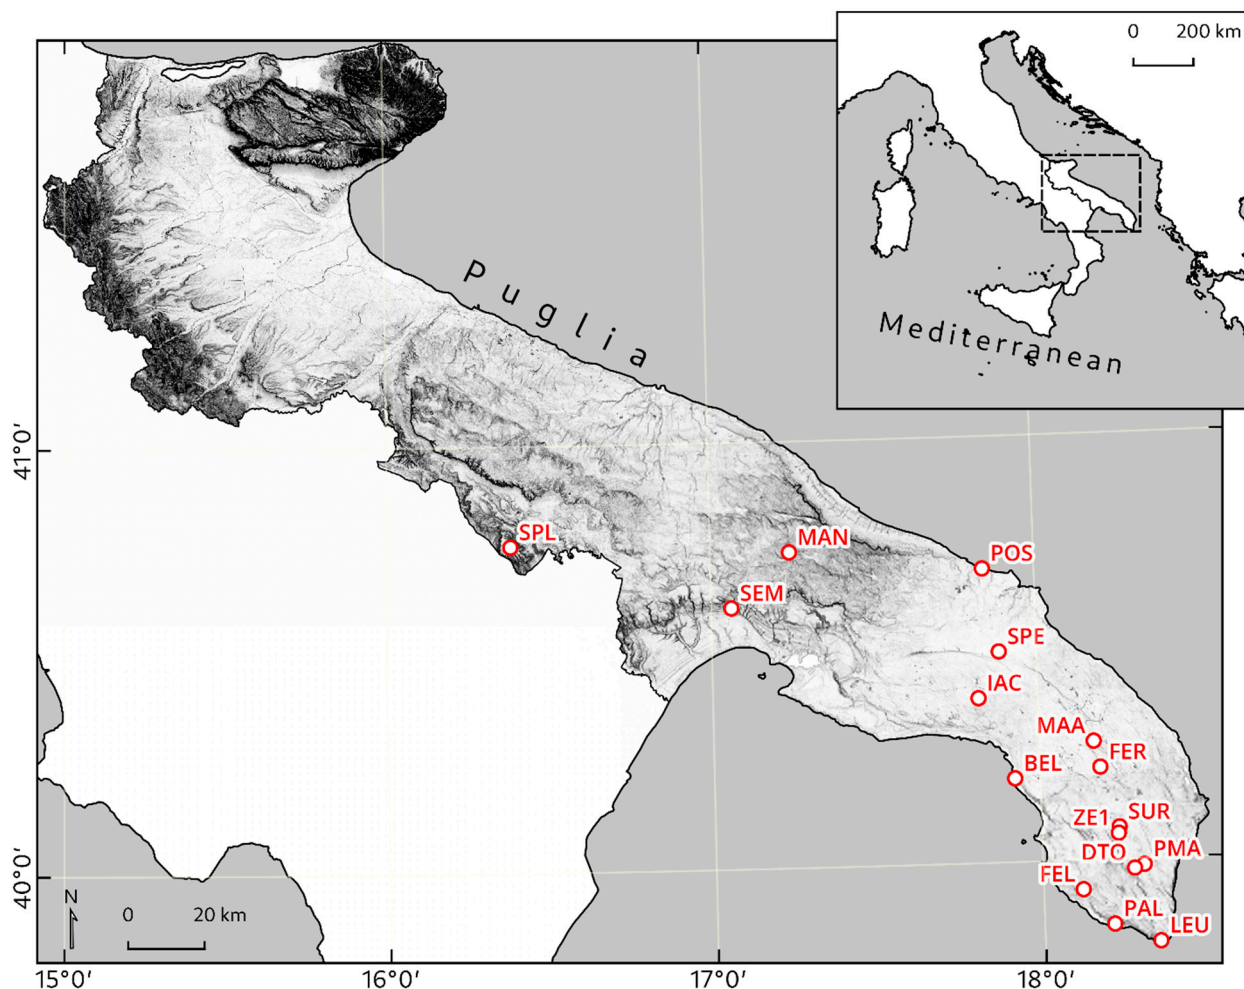 0 200 km
Mediterranean
Puglia
41°0'
SPL
MAN
POS
SEM
SPE
IAC
MAA
FER
BEL
ZE1
SUR
DTO
PMA
FEL
40°0'
PAL
LEU
N
0 20 km
15°0'
16°0'
17°0'
18°0'